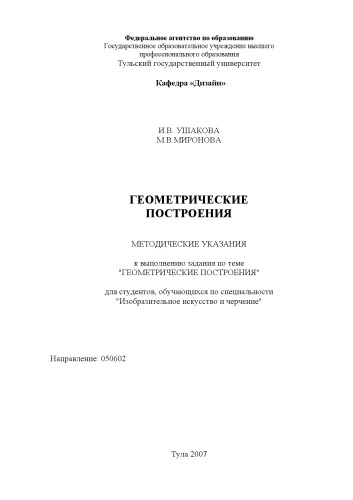 Федеральное агентство по образованию
Государственное образовательное учреждение высшего
профессионального образования
Тульский государственный университет
Кафедра «Дизайн»
И.В. УШАКОВА
М.В.МИРОНОВА
ГЕОМЕТРИЧЕСКИЕ
ПОСТРОЕНИЯ
МЕТОДИЧЕСКИЕ УКАЗАНИЯ
к выполнению задания по теме
"ГЕОМЕТРИЧЕСКИЕ ПОСТРОЕНИЯ"
для студентов, обучающихся по специальности
"Изобразительное искусство и черчение"
Направление: 050602
Тула 2007